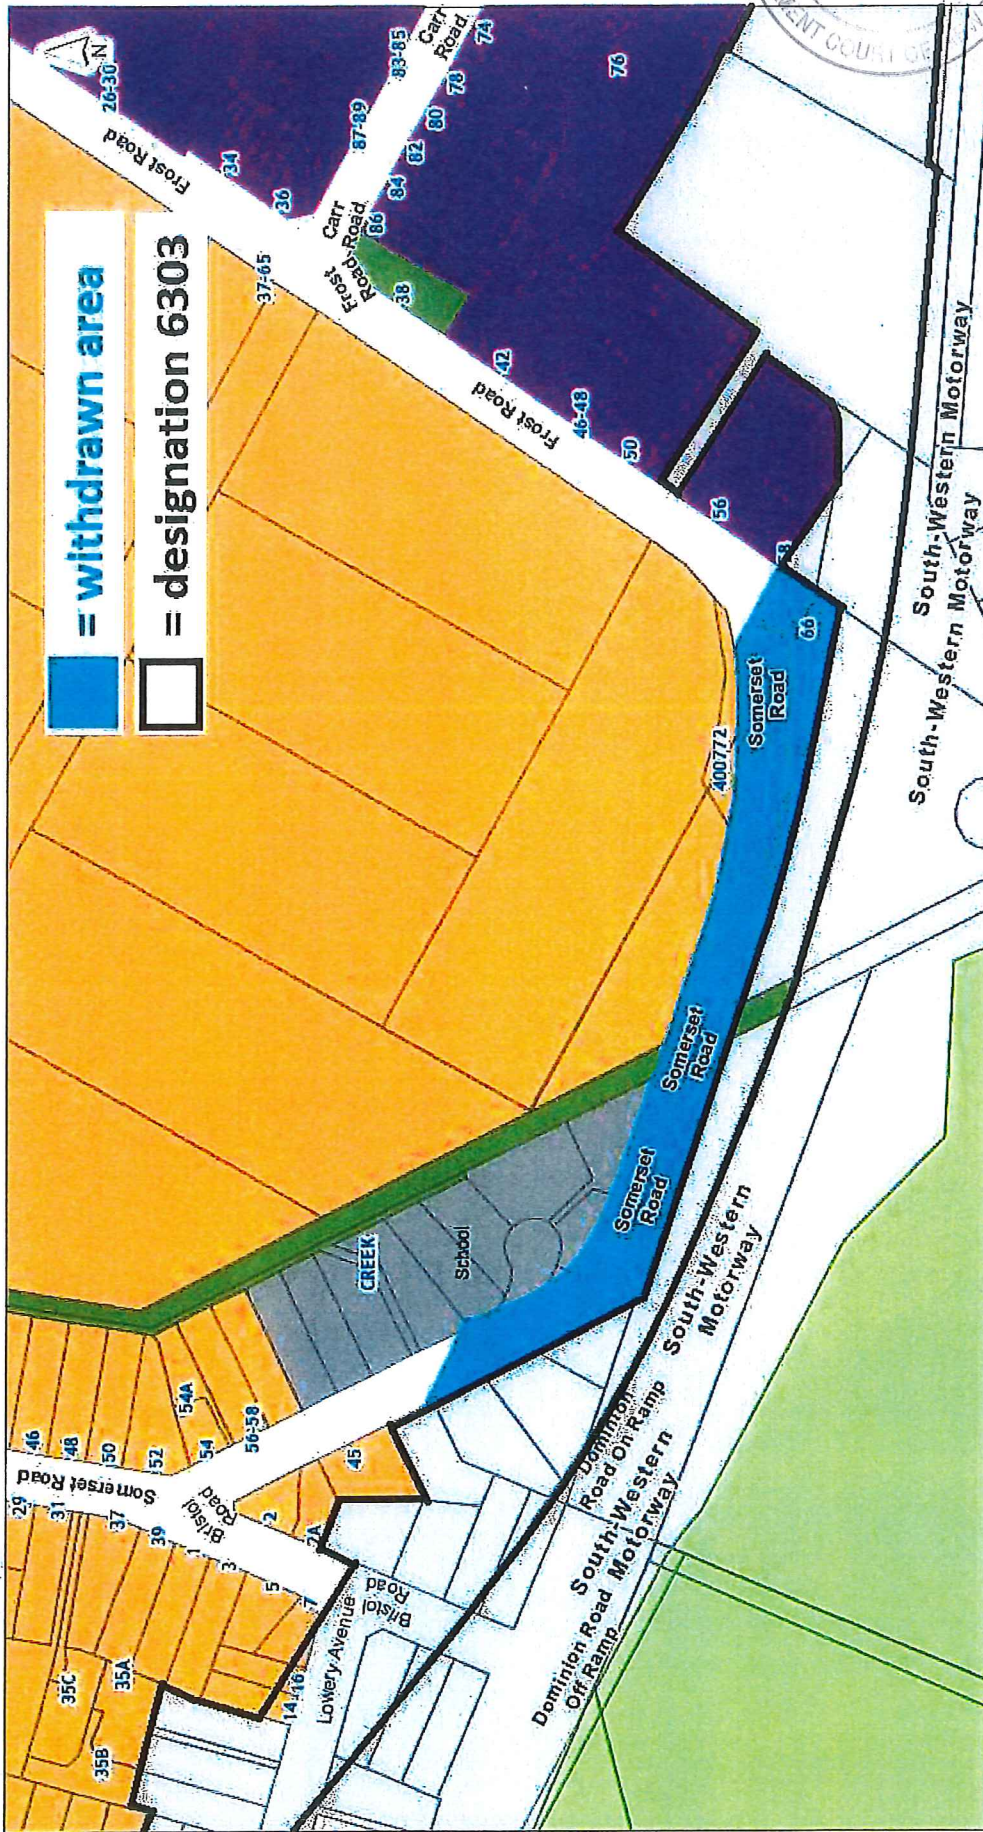 MENT COURT OF
N
= withdrawn area
= designation 6303
26-30
Frost Road
34
36
37-65
83-85
87-89
Carr
Road
74
78
80
82
84
86
76
Carr
Road
Frost
Road
38
42
Frost Road
46-48
50
56
58
66
Somerset
Road
400772
Somerset
Road
Somerset
Road
CREEK
School
South-Western Motorway
South-Western Motorway
South-Western
Motorway
Dominion
Road On Ramp
South-Western
Motorway
Dominion Road
Off Ramp
46
48
50
52
54
54A
56-58
45
Somerset Road
29
31
37
39
1
3
5
7
Bristol
Road
2
2A
35C
35A
35B
14
16
Lowery Avenue
Bristol
Road